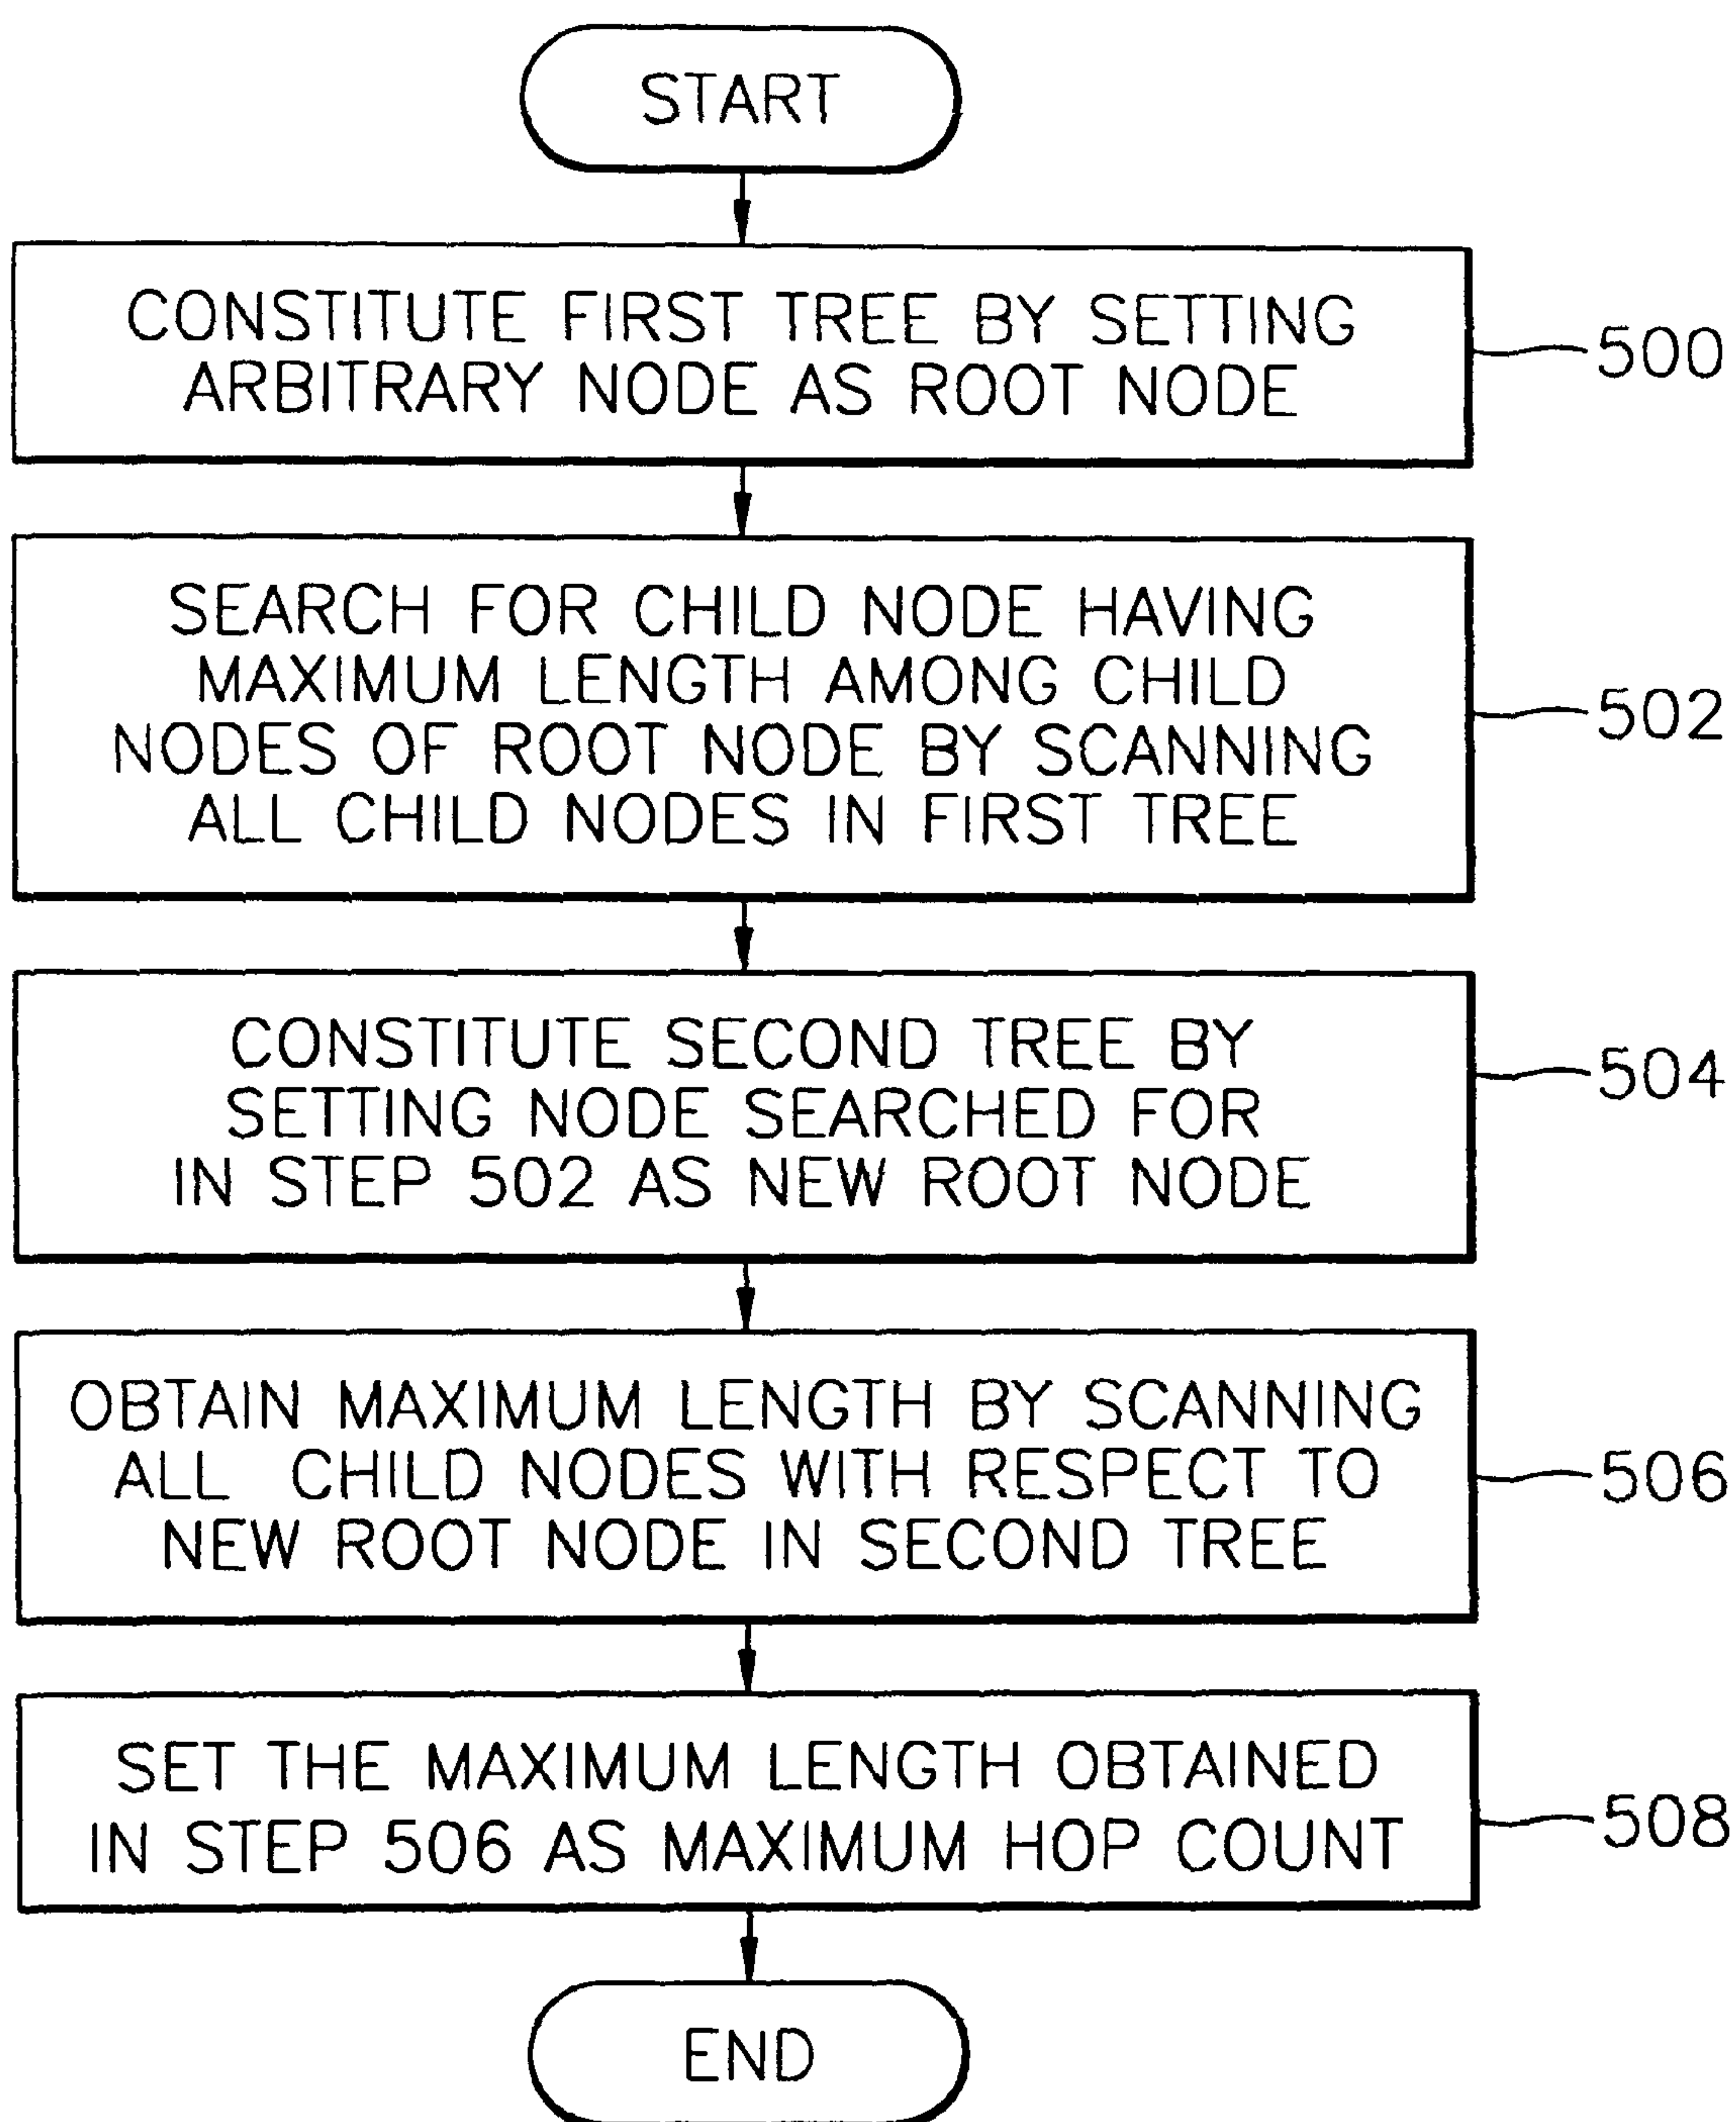 START
CONSTITUTE FIRST TREE BY SETTING
ARBITRARY NODE AS ROOT NODE
500
SEARCH FOR CHILD NODE HAVING
MAXIMUM LENGTH AMONG CHILD
NODES OF ROOT NODE BY SCANNING
ALL CHILD NODES IN FIRST TREE
502
CONSTITUTE SECOND TREE BY
SETTING NODE SEARCHED FOR
IN STEP 502 AS NEW ROOT NODE
504
OBTAIN MAXIMUM LENGTH BY SCANNING
ALL CHILD NODES WITH RESPECT TO
NEW ROOT NODE IN SECOND TREE
506
SET THE MAXIMUM LENGTH OBTAINED
IN STEP 506 AS MAXIMUM HOP COUNT
508
END